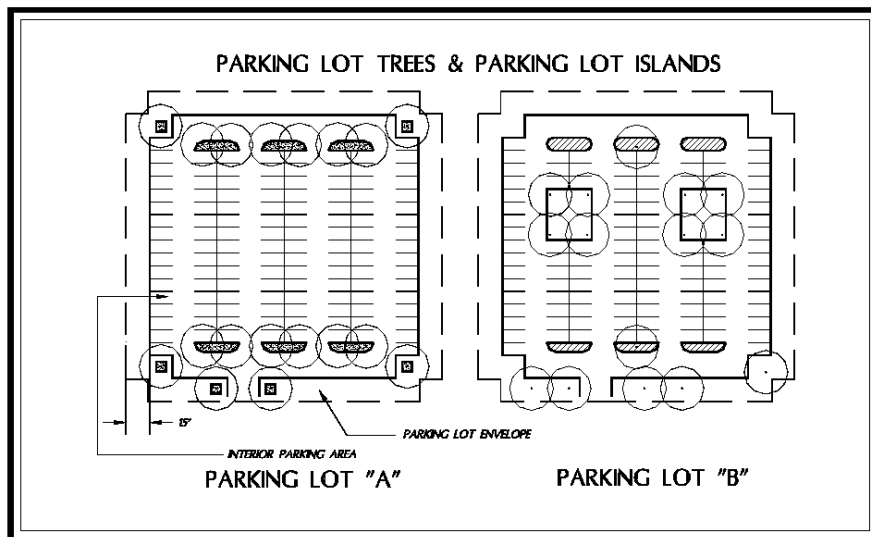 PARKING LOT TREES & PARKING LOT ISLANDS
15'
PARKING LOT ENVELOPE
INTERIOR PARKING AREA
PARKING LOT "A"
PARKING LOT "B"